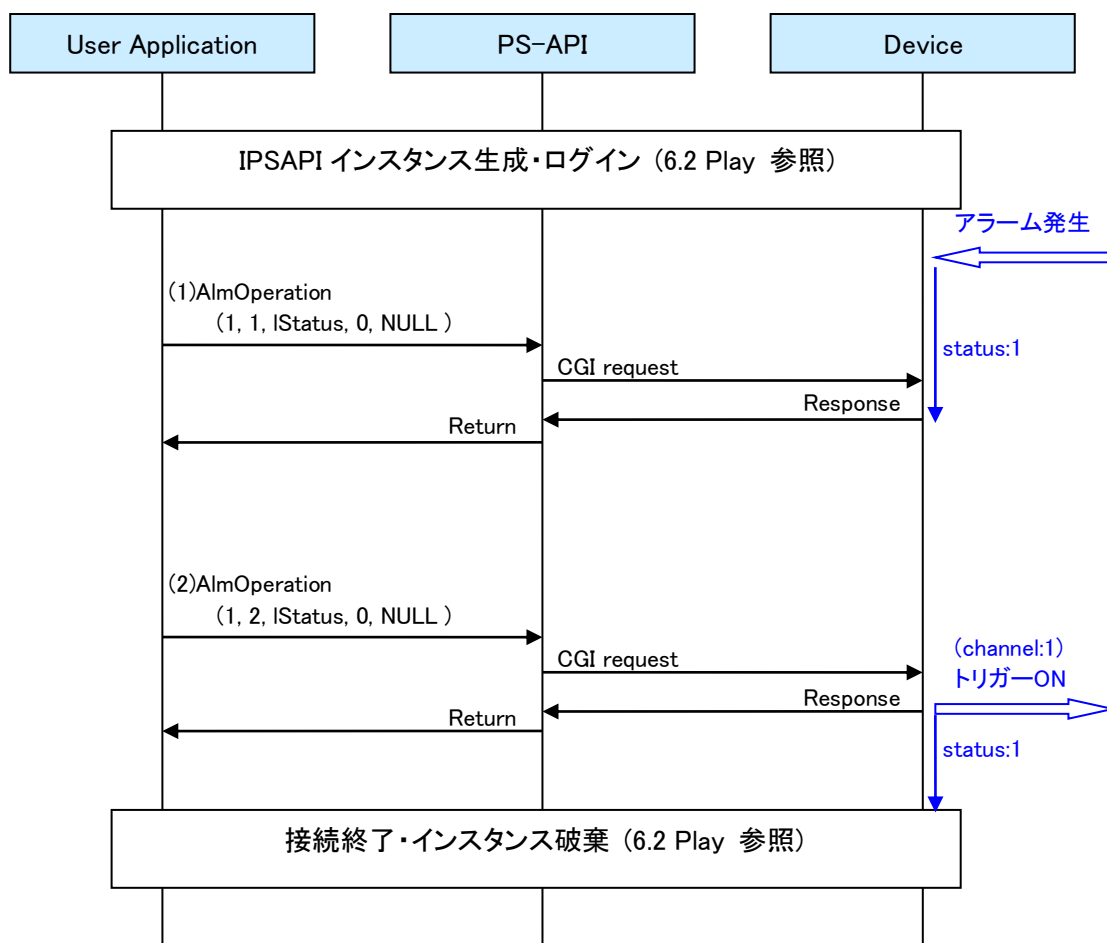 User Application
PS-API
Device
IPSAPI インスタンス生成・ログイン (6.2 Play 参照)
アラーム発生
(1)AlmOperation
(1, 1, lStatus, 0, NULL )
status:1
CGI request
Response
Return
(2)AlmOperation
(1, 2, lStatus, 0, NULL )
(channel:1)
CGI request
トリガーON
Response
Return
status:1
接続終了・インスタンス破棄 (6.2 Play 参照)